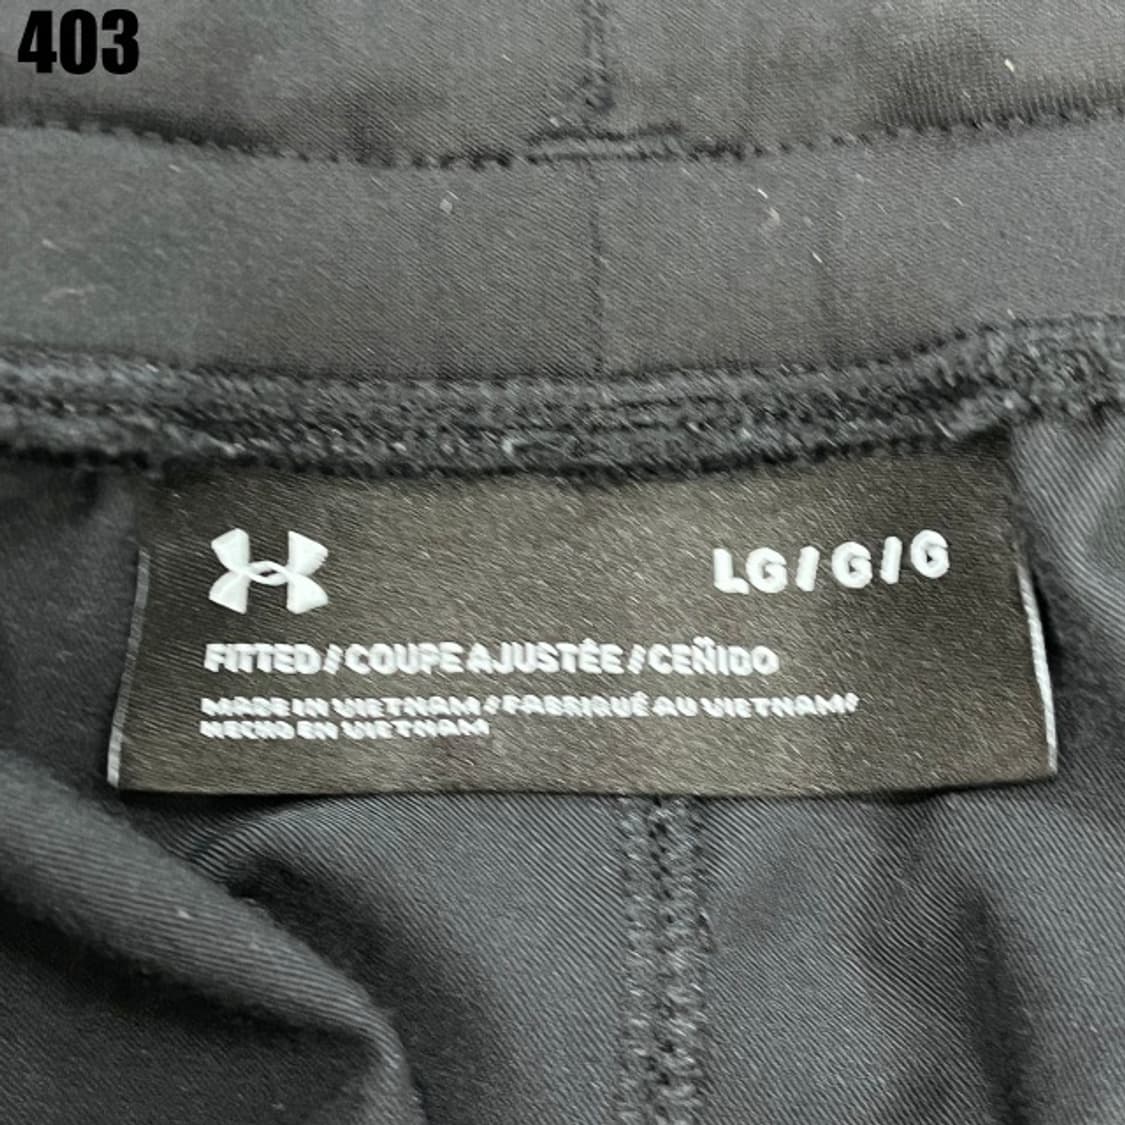 403
LG / G / G
FITTED / COUPE AJUSTÉE / CEÑIDO
MADE IN VIETNAM / FABRIQUÉ AU VIETNAM /
HECHO EN VIETNAM